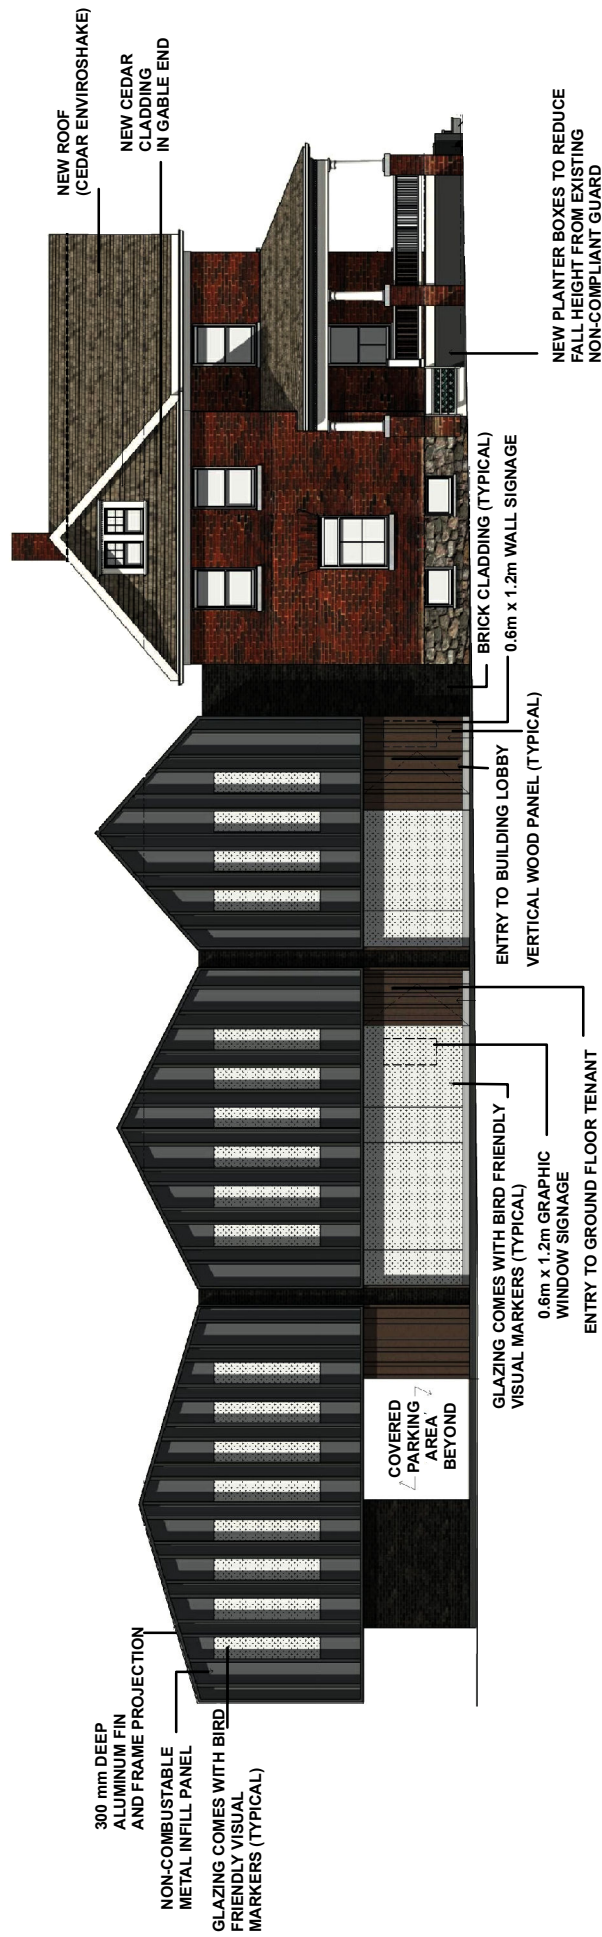 300 mm DEEP
ALUMINUM FIN
AND FRAME PROJECTION
NON-COMBUSTABLE
METAL INFILL PANEL
GLAZING COMES WITH BIRD
FRIENDLY VISUAL
MARKERS (TYPICAL)
COVERED
PARKING
AREA
BEYOND
GLAZING COMES WITH BIRD FRIENDLY
VISUAL MARKERS (TYPICAL)
0.6m x 1.2m GRAPHIC
WINDOW SIGNAGE
ENTRY TO GROUND FLOOR TENANT
ENTRY TO BUILDING LOBBY
VERTICAL WOOD PANEL (TYPICAL)
BRICK CLADDING (TYPICAL)
0.6m x 1.2m WALL SIGNAGE
NEW ROOF
(CEDAR ENVIROSHAKE)
NEW CEDAR
CLADDING
IN GABLE END
NEW PLANTER BOXES TO REDUCE
FALL HEIGHT FROM EXISTING
NON-COMPLIANT GUARD